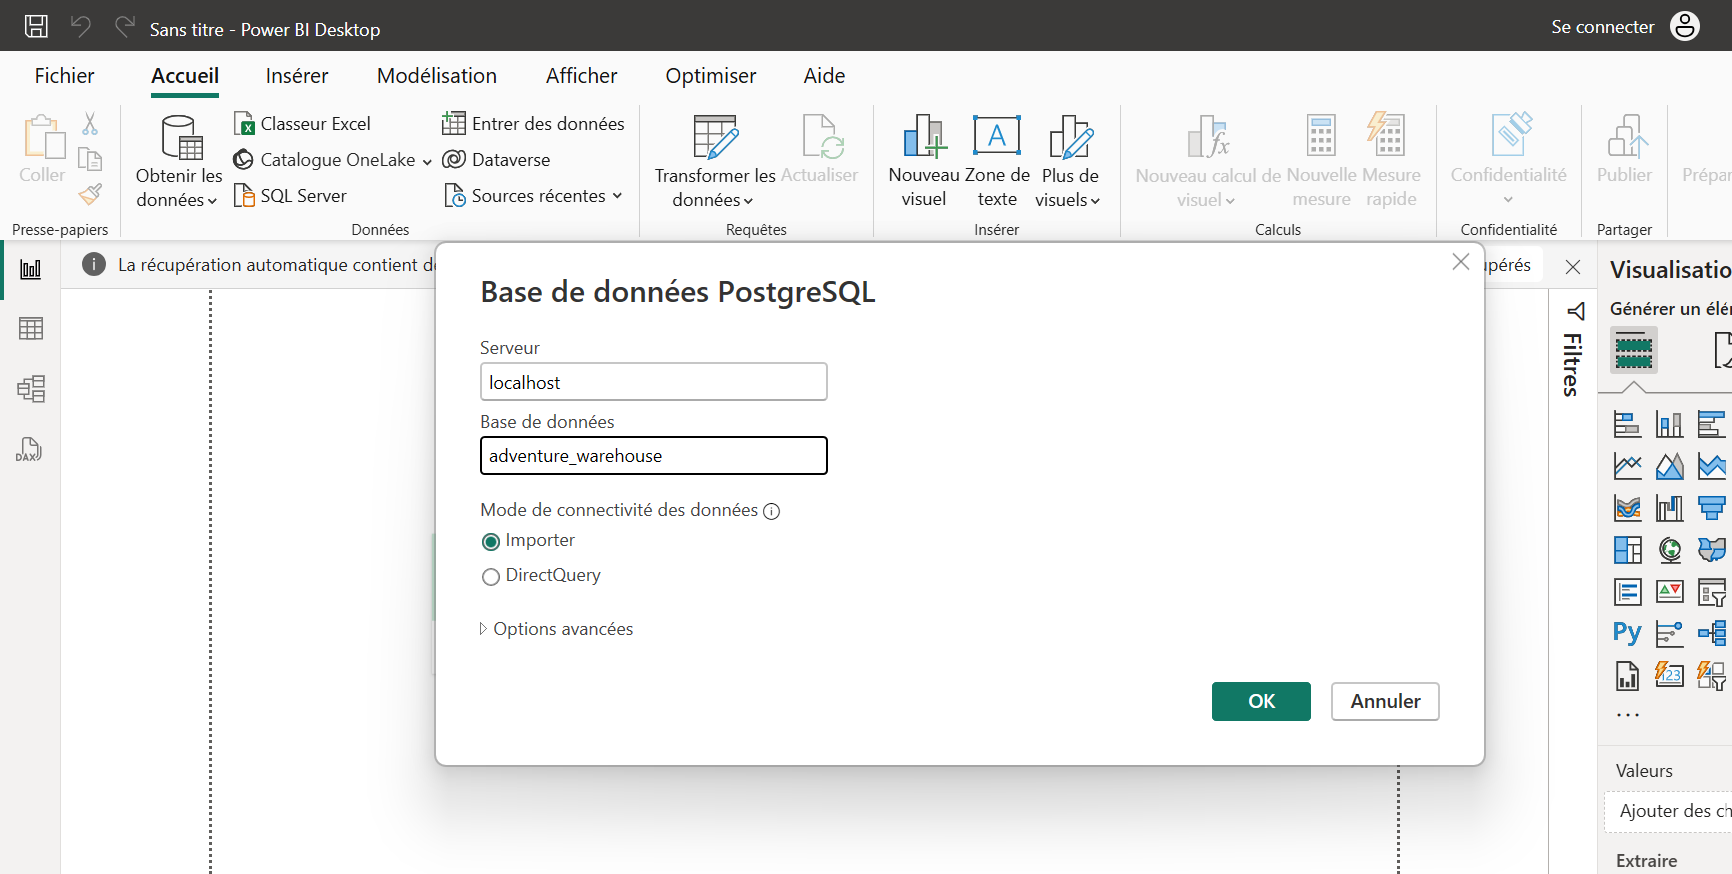 Sans titre - Power BI Desktop
Se connecter
Fichier Accueil Insérer Modélisation Afficher Optimiser Aide
Coller
Presse-papiers
Obtenir les données
Classeur Excel
Catalogue OneLake
SQL Server
Entrer des données
Dataverse
Sources récentes
Données
Transformer les données
Actualiser
Requêtes
Nouveau visuel
Zone de texte
Plus de visuels
Insérer
Nouveau calcul de visuel
Nouvelle mesure
Mesure rapide
Calculs
Confidentialité
Confidentialité
Publier
Partager
Prépar
La récupération automatique contient d
upérés
Base de données PostgreSQL
Serveur
localhost
Base de données
adventure_warehouse
Mode de connectivité des données
Importer
DirectQuery
Options avancées
OK
Annuler
Filtres
Visualisatio
Générer un élé
Py
123
DAX
Valeurs
Ajouter des ch
Extraire